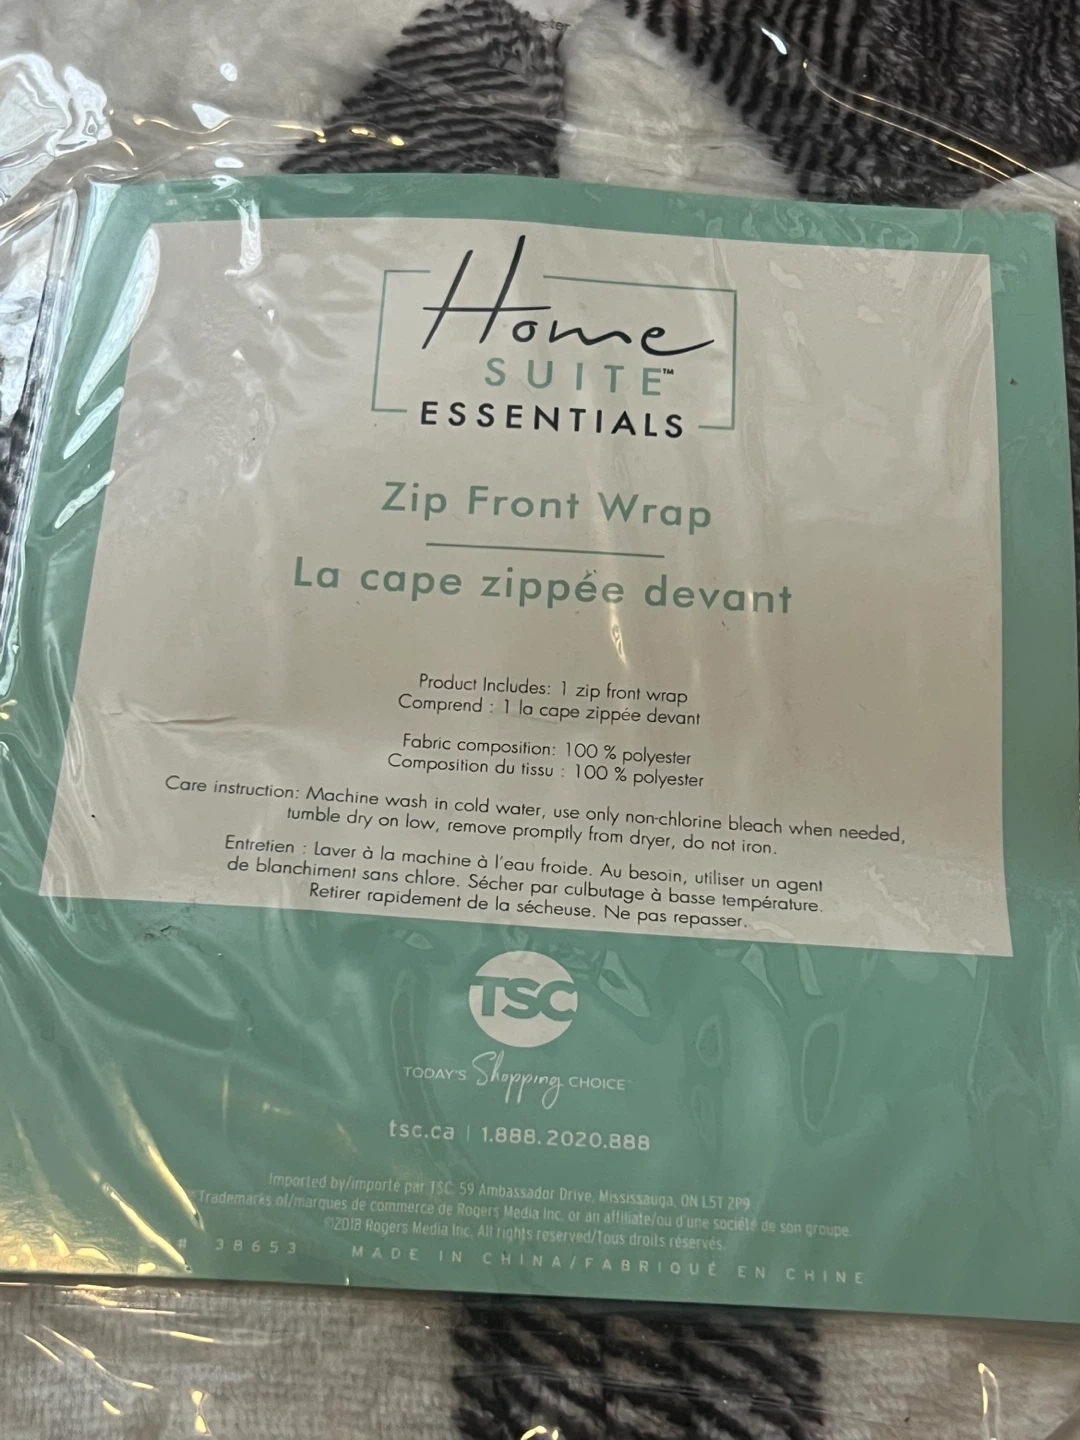 Home
SUITE™
ESSENTIALS
Zip Front Wrap
La cape zippée devant
Product Includes: 1 zip front wrap
Comprend : 1 la cape zippée devant
Fabric composition: 100 % polyester
Composition du tissu : 100 % polyester
Care instruction: Machine wash in cold water, use only non-chlorine bleach when needed,
tumble dry on low, remove promptly from dryer, do not iron.
Entretien : Laver à la machine à l'eau froide. Au besoin, utiliser un agent
de blanchiment sans chlore. Sécher par culbutage à basse température.
Retirer rapidement de la sécheuse. Ne pas repasser.
TSC
TODAY'S Shopping CHOICE
tsc.ca | 1.888.2020.888
Imported by/importé par TSC, 59 Ambassador Drive, Mississauga, ON L5T 2P9
Trademarks of/marques de commerce de Rogers Media Inc. or an affiliate/ou d'une société de son groupe.
©2018 Rogers Media Inc. All rights reserved/Tous droits réservés.
# 38653 MADE IN CHINA/FABRIQUÉ EN CHINE